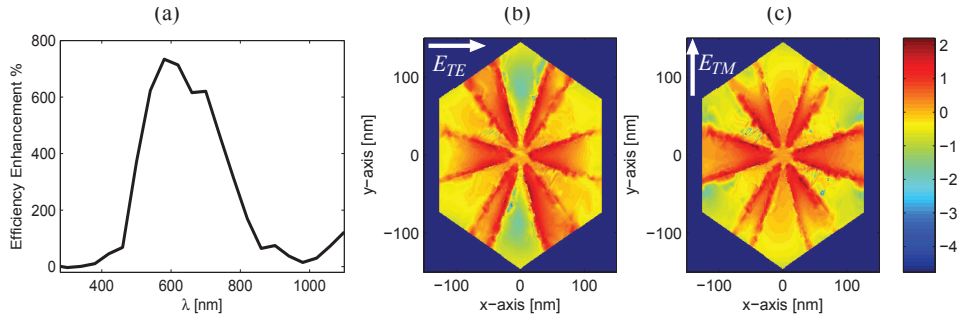 (a)
800
600
400
200
0
400
600
800
1000
Efficiency Enhancement %
λ [nm]
(b)
E_TE
100
0
−100
−100
0
100
y−axis [nm]
x−axis [nm]
(c)
E_TM
100
0
−100
−100
0
100
y−axis [nm]
x−axis [nm]
2
1
0
−1
−2
−3
−4